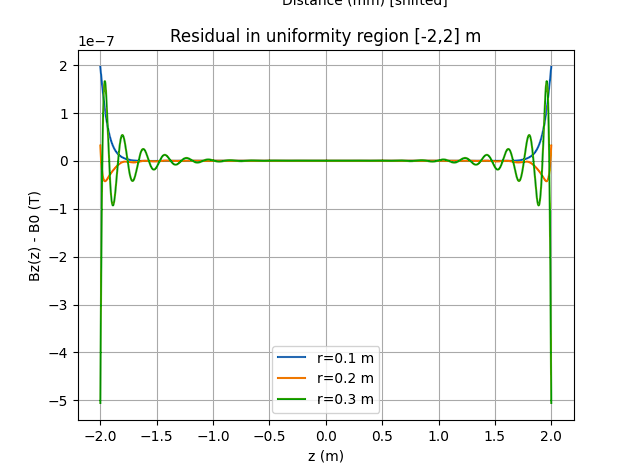 Distance (mm) [shifted]
1e−7
Residual in uniformity region [-2,2] m
2
1
0
−1
−2
−3
−4
−5
Bz(z) - B0 (T)
r=0.1 m
r=0.2 m
r=0.3 m
−2.0 −1.5 −1.0 −0.5 0.0 0.5 1.0 1.5 2.0
z (m)